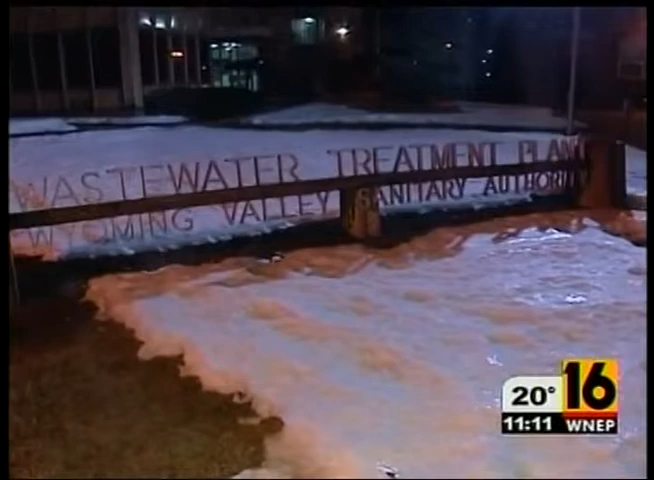 WASTEWATER TREATMENT PLANT
WYOMING VALLEY SANITARY AUTHORITY
20° 16
11:11 WNEP